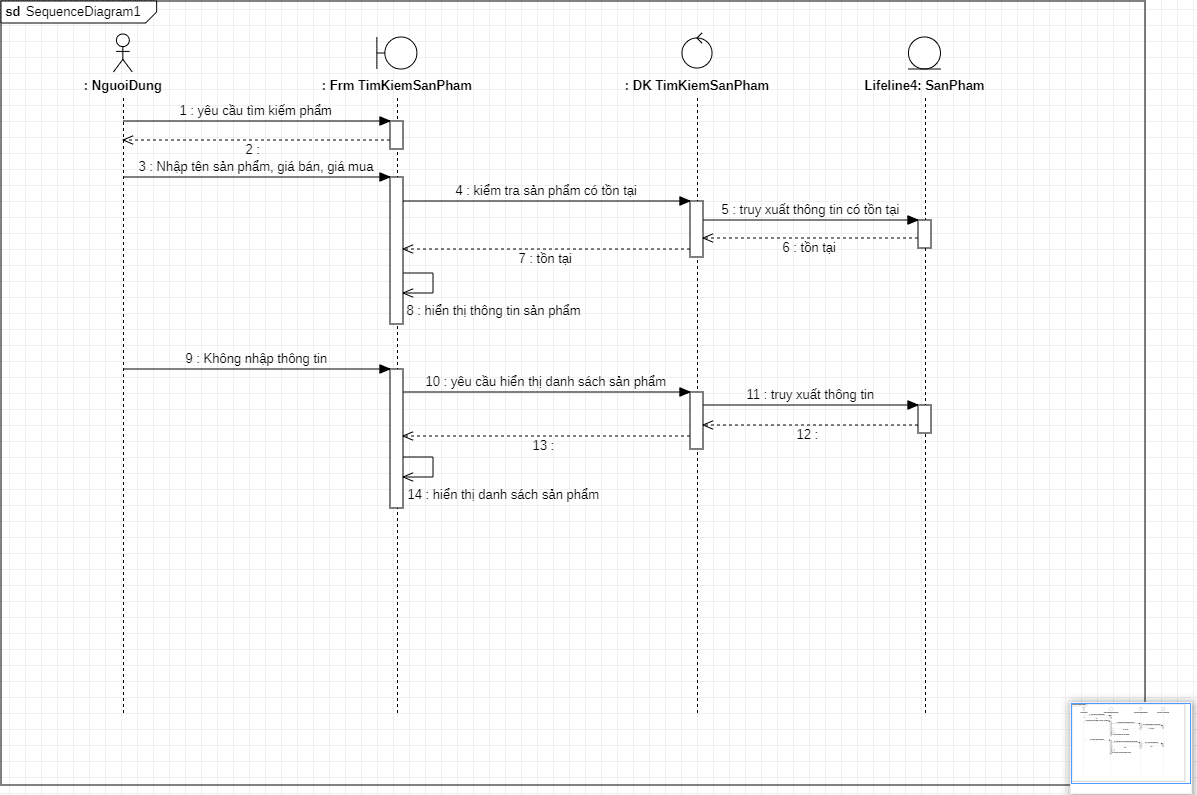 sd SequenceDiagram1
: NguoiDung
: Frm TimKiemSanPham
: DK TimKiemSanPham
Lifeline4: SanPham
1 : yêu cầu tìm kiếm phẩm
2 :
3 : Nhập tên sản phẩm, giá bán, giá mua
4 : kiểm tra sản phẩm có tồn tại
5 : truy xuất thông tin có tồn tại
6 : tồn tại
7 : tồn tại
8 : hiển thị thông tin sản phẩm
9 : Không nhập thông tin
10 : yêu cầu hiển thị danh sách sản phẩm
11 : truy xuất thông tin
12 :
13 :
14 : hiển thị danh sách sản phẩm